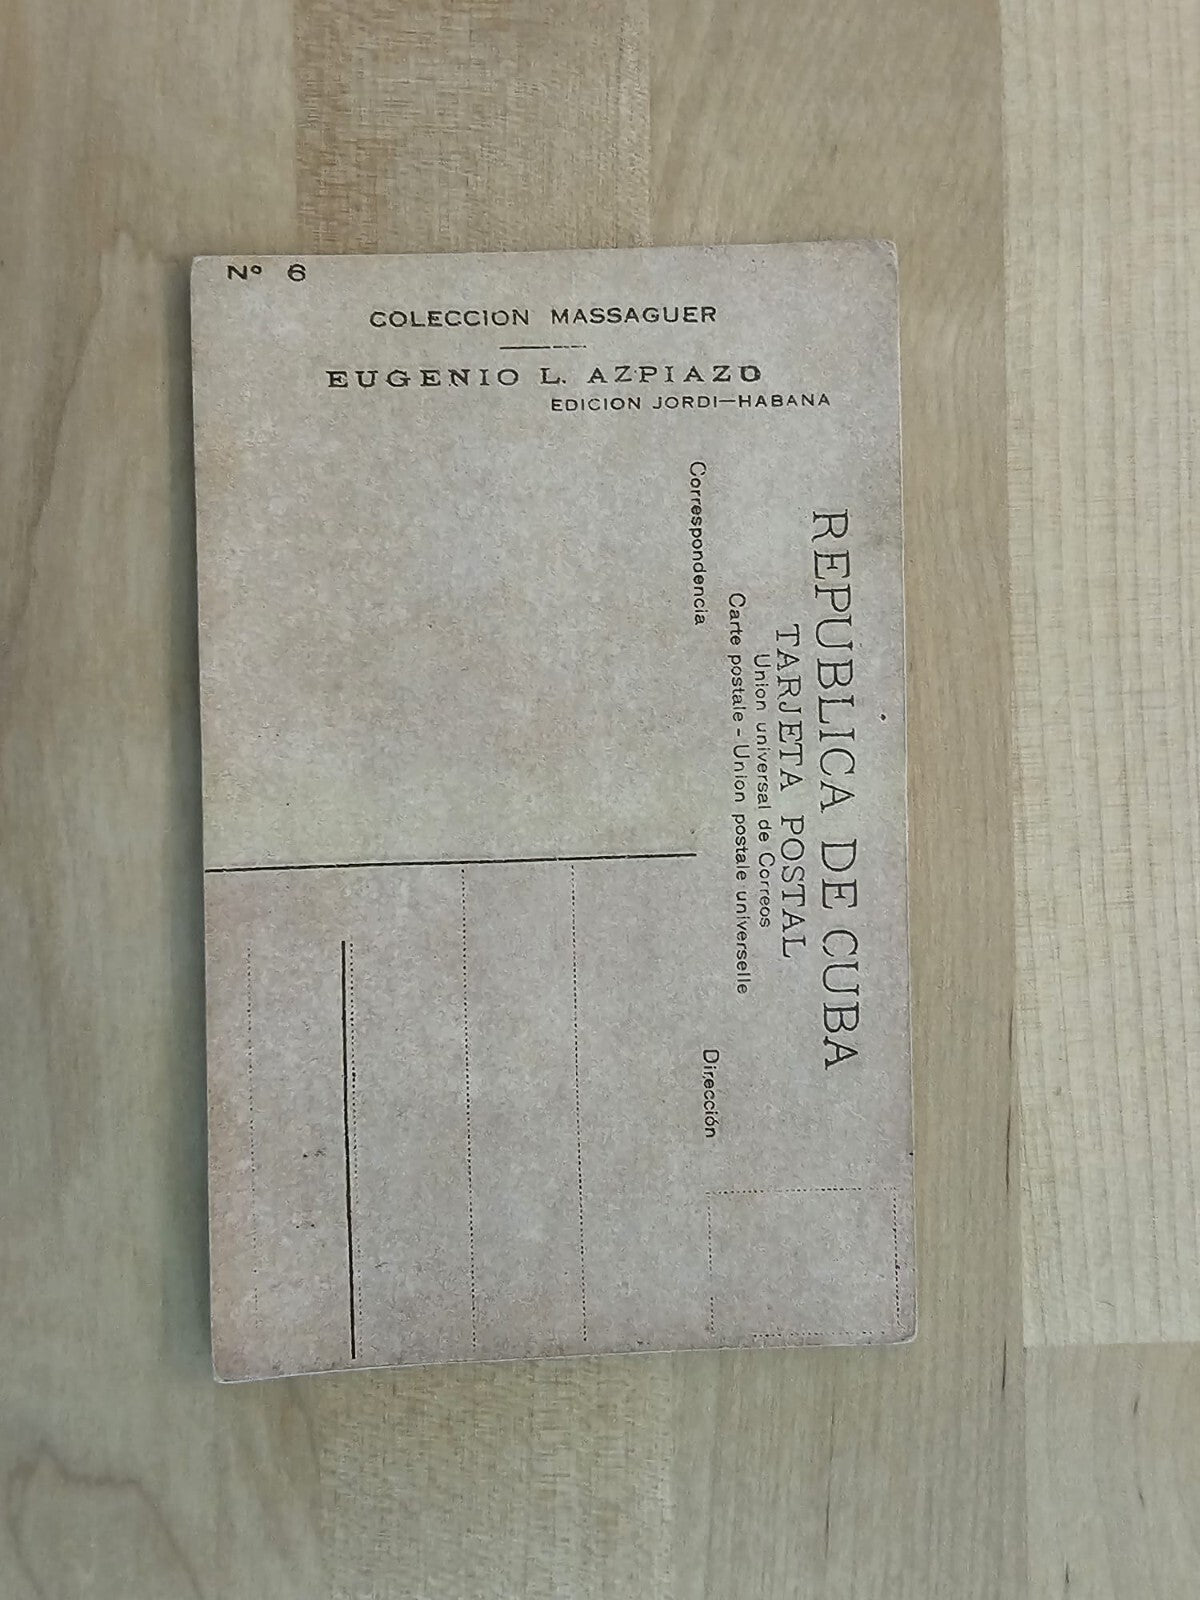 Nº 6
COLECCION MASSAGUER
EUGENIO L. AZPIAZO
EDICION JORDI—HABANA
REPUBLICA DE CUBA
TARJETA POSTAL
Union universal de Correos
Carte postale - Union postale universelle
Correspondencia
Dirección